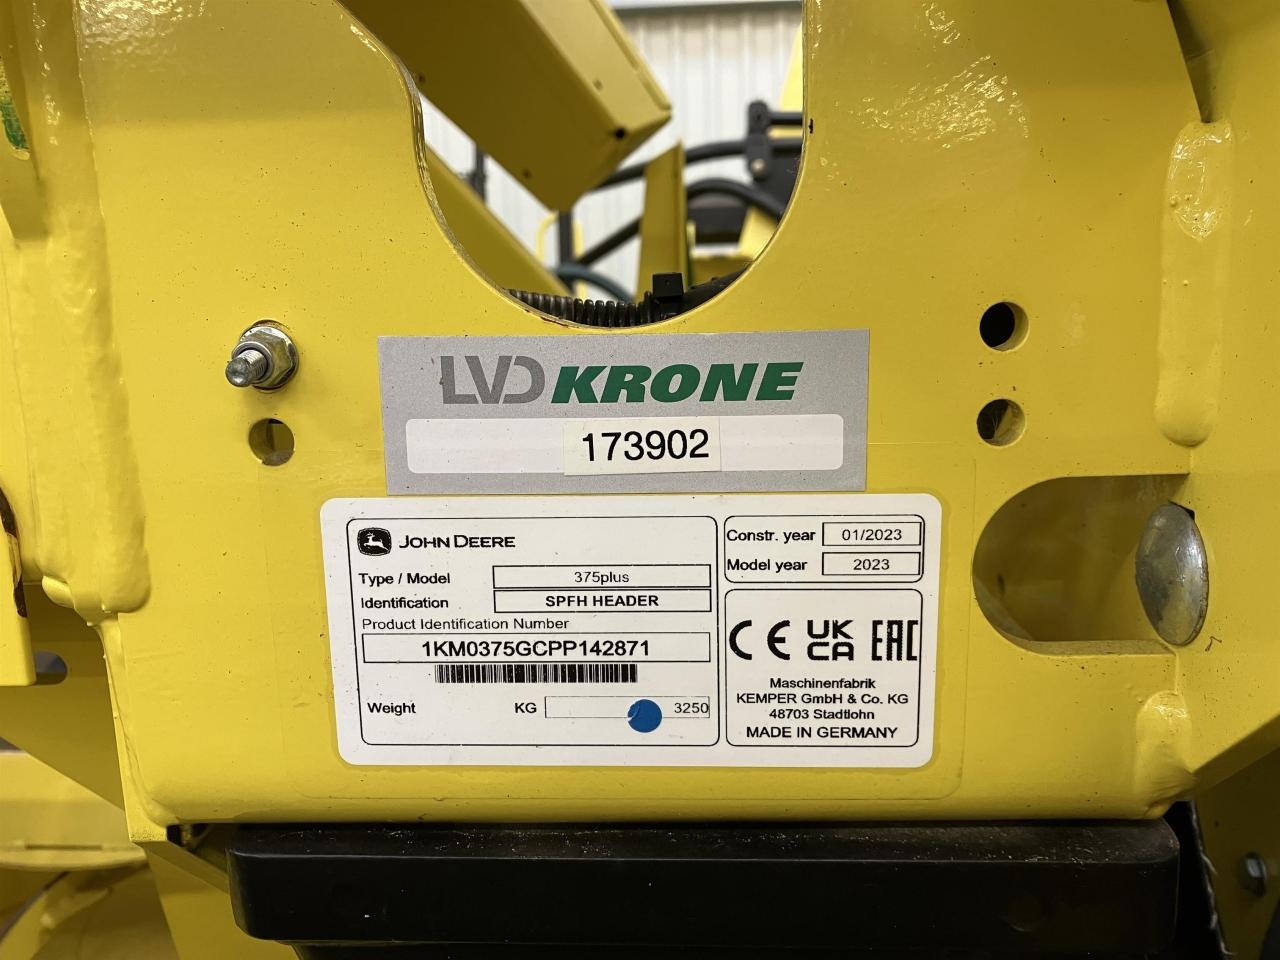 LVD KRONE
173902
JOHN DEERE
Type / Model 375plus
Identification SPFH HEADER
Product Identification Number
1KM0375GCPP142871
Weight KG 3250
Constr. year 01/2023
Model year 2023
CE UK CA EAC
Maschinenfabrik
KEMPER GmbH & Co. KG
48703 Stadtlohn
MADE IN GERMANY